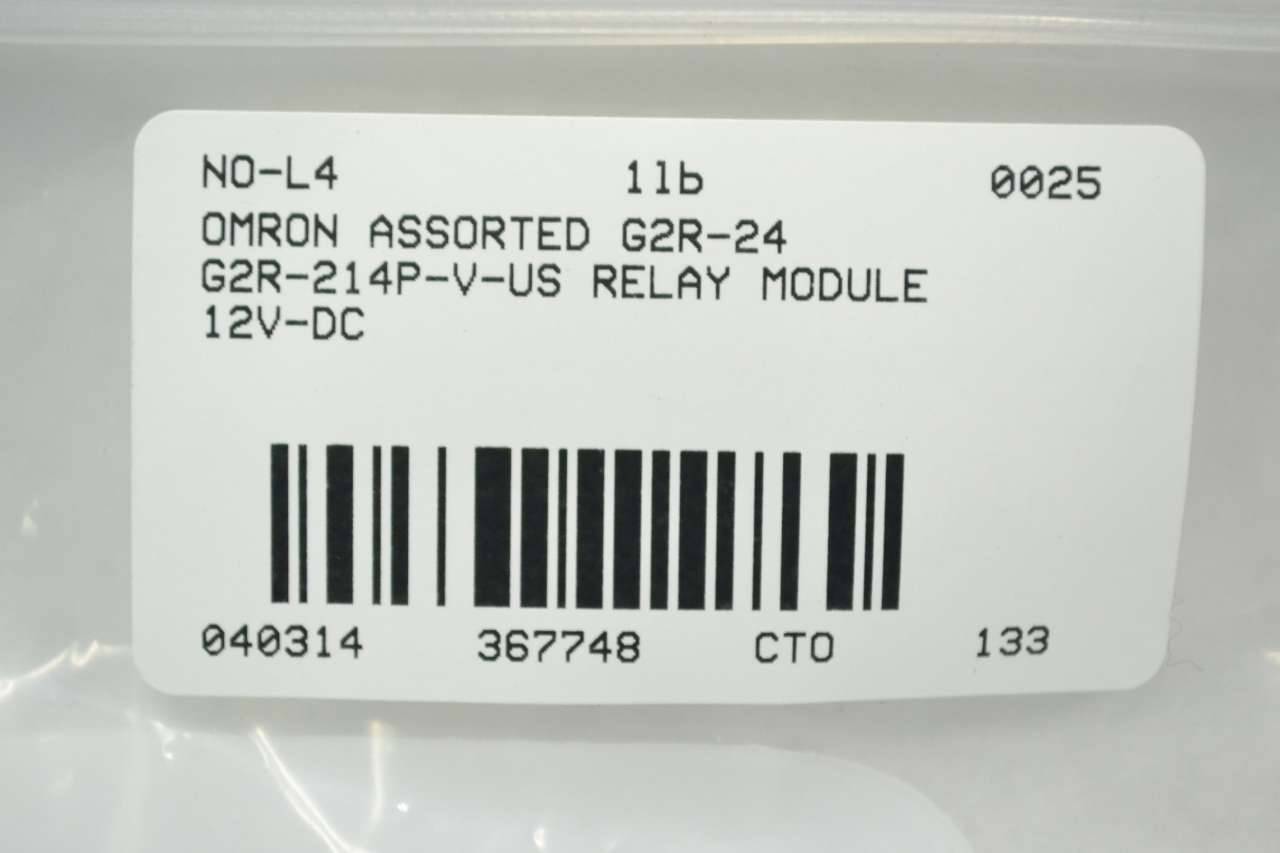 NO-L4 1lb 0025
OMRON ASSORTED G2R-24
G2R-214P-V-US RELAY MODULE
12V-DC
040314 367748 CTO 133